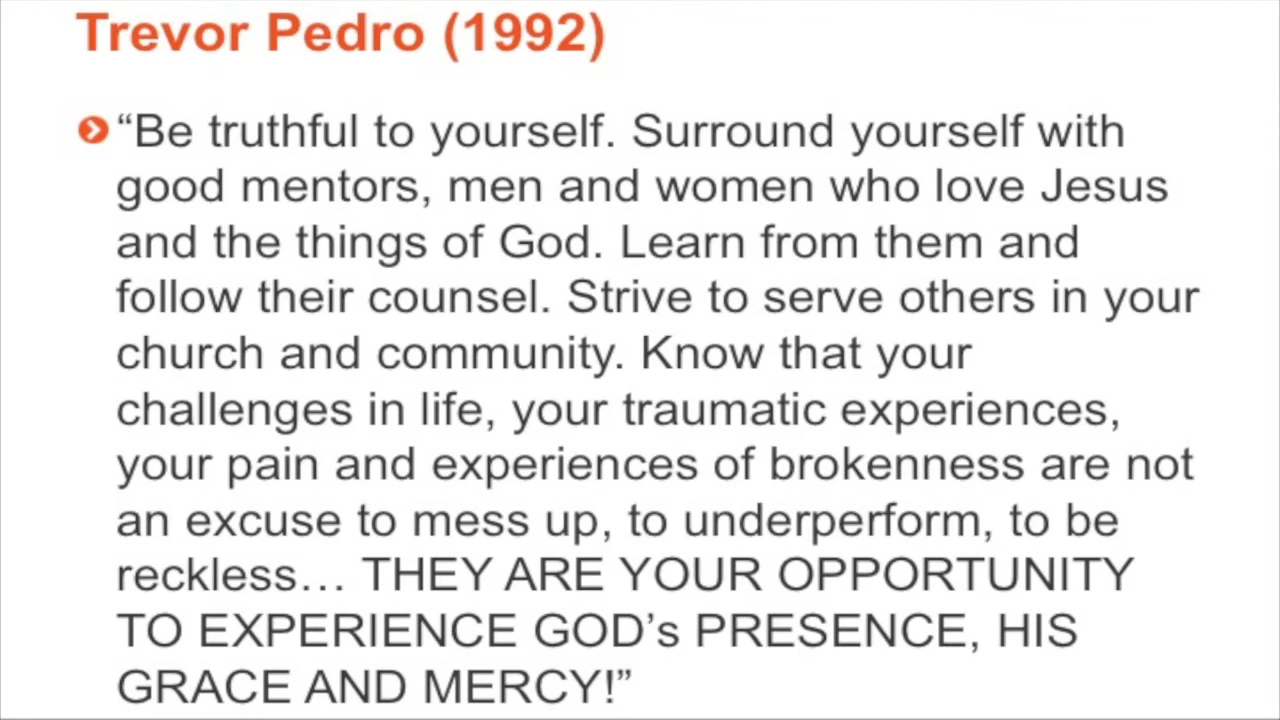 Trevor Pedro (1992)
“Be truthful to yourself. Surround yourself with
good mentors, men and women who love Jesus
and the things of God. Learn from them and
follow their counsel. Strive to serve others in your
church and community. Know that your
challenges in life, your traumatic experiences,
your pain and experiences of brokenness are not
an excuse to mess up, to underperform, to be
reckless… THEY ARE YOUR OPPORTUNITY
TO EXPERIENCE GOD’s PRESENCE, HIS
GRACE AND MERCY!”